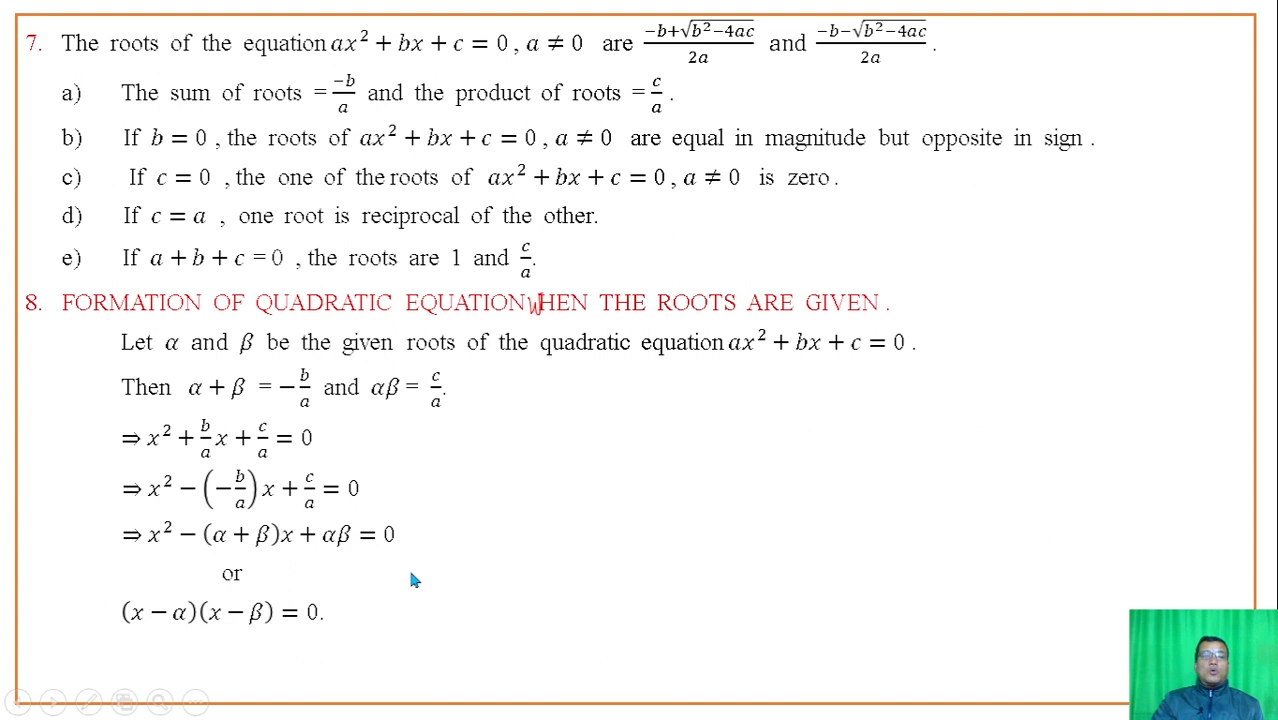 7. The roots of the equation ax² + bx + c = 0 , a ≠ 0 are (−b+√(b²−4ac))/2a and (−b−√(b²−4ac))/2a .
a) The sum of roots = −b/a and the product of roots = c/a .
b) If b = 0 , the roots of ax² + bx + c = 0 , a ≠ 0 are equal in magnitude but opposite in sign .
c) If c = 0 , the one of the roots of ax² + bx + c = 0 , a ≠ 0 is zero .
d) If c = a , one root is reciprocal of the other.
e) If a + b + c = 0 , the roots are 1 and c/a.
8. FORMATION OF QUADRATIC EQUATION WHEN THE ROOTS ARE GIVEN .
Let α and β be the given roots of the quadratic equation ax² + bx + c = 0 .
Then α + β = −b/a and αβ = c/a.
⇒ x² + b/a x + c/a = 0
⇒ x² − (−b/a) x + c/a = 0
⇒ x² − (α + β)x + αβ = 0
or
(x − α)(x − β) = 0.